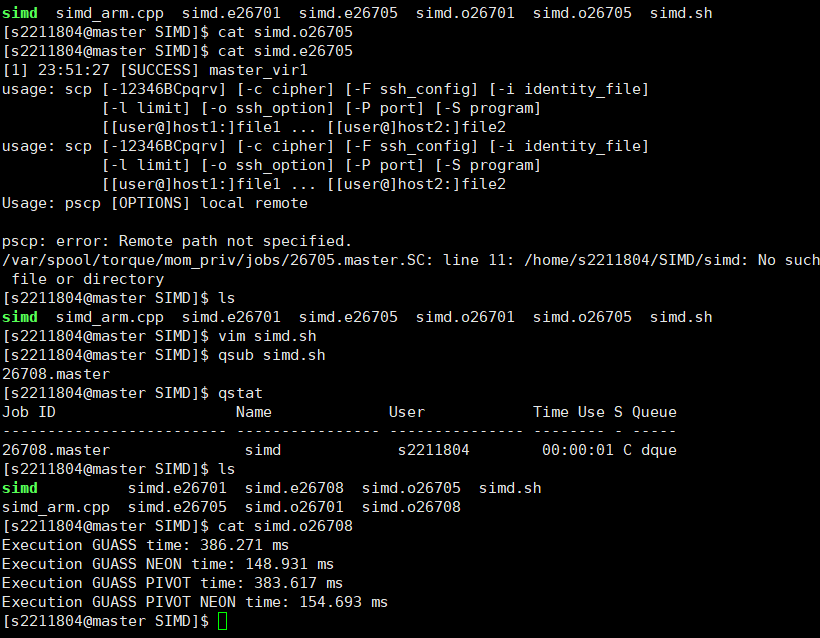 simd  simd_arm.cpp  simd.e26701  simd.e26705  simd.o26701  simd.o26705  simd.sh
[s2211804@master SIMD]$ cat simd.o26705
[s2211804@master SIMD]$ cat simd.e26705
[1] 23:51:27 [SUCCESS] master_vir1
usage: scp [-12346BCpqrv] [-c cipher] [-F ssh_config] [-i identity_file]
           [-l limit] [-o ssh_option] [-P port] [-S program]
           [[user@]host1:]file1 ... [[user@]host2:]file2
usage: scp [-12346BCpqrv] [-c cipher] [-F ssh_config] [-i identity_file]
           [-l limit] [-o ssh_option] [-P port] [-S program]
           [[user@]host1:]file1 ... [[user@]host2:]file2
Usage: pscp [OPTIONS] local remote

pscp: error: Remote path not specified.
/var/spool/torque/mom_priv/jobs/26705.master.SC: line 11: /home/s2211804/SIMD/simd: No such
 file or directory
[s2211804@master SIMD]$ ls
simd  simd_arm.cpp  simd.e26701  simd.e26705  simd.o26701  simd.o26705  simd.sh
[s2211804@master SIMD]$ vim simd.sh
[s2211804@master SIMD]$ qsub simd.sh
26708.master
[s2211804@master SIMD]$ qstat
Job ID                    Name             User            Time Use S Queue
------------------------- ---------------- --------------- -------- - -----
26708.master               simd             s2211804        00:00:01 C dque
[s2211804@master SIMD]$ ls
simd          simd.e26701  simd.e26708  simd.o26705  simd.sh
simd_arm.cpp  simd.e26705  simd.o26701  simd.o26708
[s2211804@master SIMD]$ cat simd.o26708
Execution GUASS time: 386.271 ms
Execution GUASS NEON time: 148.931 ms
Execution GUASS PIVOT time: 383.617 ms
Execution GUASS PIVOT NEON time: 154.693 ms
[s2211804@master SIMD]$